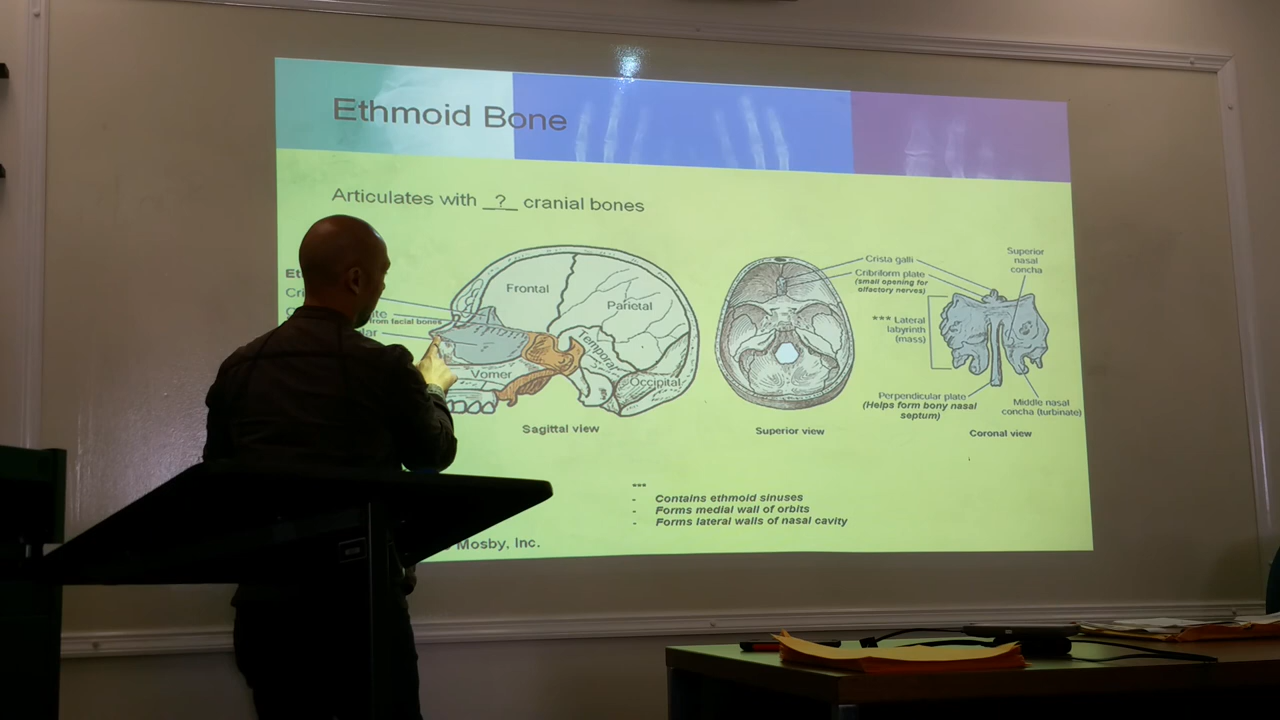 Ethmoid Bone
Articulates with _?_ cranial bones
from facial bones
Frontal
Parietal
Temporal
Vomer
Occipital
Sagittal view
Superior view
Crista galli
Cribriform plate
(small opening for
olfactory nerves)
Superior
nasal
concha
*** Lateral
labyrinth
(mass)
Perpendicular plate
(Helps form bony nasal
septum)
Middle nasal
concha (turbinate)
Coronal view
***
- Contains ethmoid sinuses
- Forms medial wall of orbits
- Forms lateral walls of nasal cavity
Mosby, Inc.